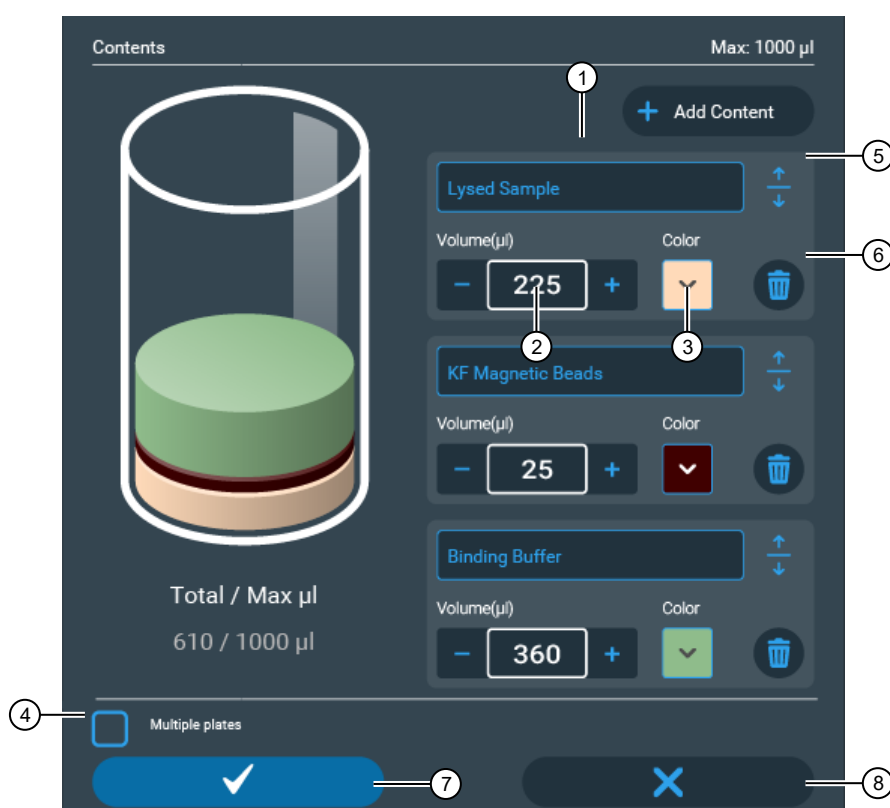 Contents
Max: 1000 µl
1
+ Add Content
5
Lysed Sample
Volume(µl)
Color
6
− 225 +
2
3
KF Magnetic Beads
Volume(µl)
Color
− 25 +
Binding Buffer
Total / Max µl
Volume(µl)
Color
610 / 1000 µl
− 360 +
4
Multiple plates
7
8